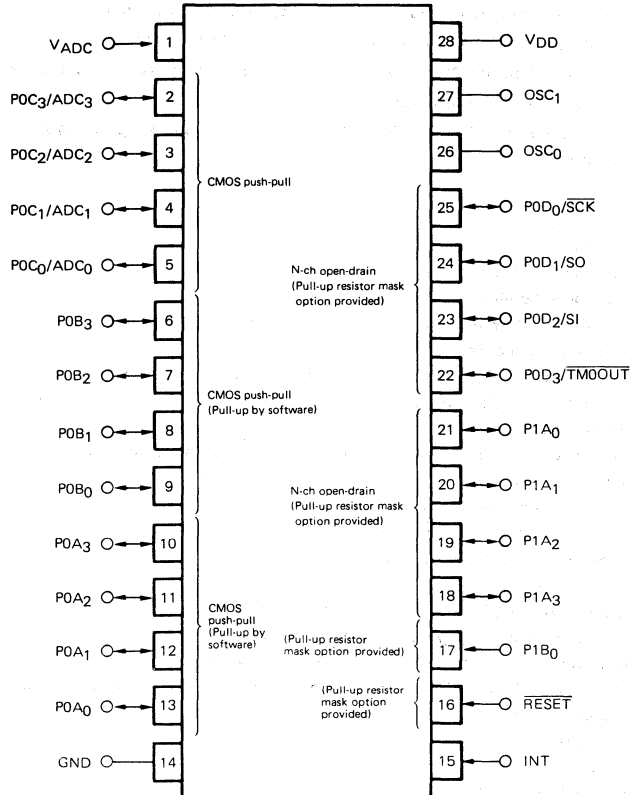 VADC 1 28 VDD
P0C3/ADC3 2 27 OSC1
P0C2/ADC2 3 26 OSC0
CMOS push-pull
P0C1/ADC1 4 25 P0D0/SCK
P0C0/ADC0 5 24 P0D1/SO
N-ch open-drain
(Pull-up resistor mask
option provided)
P0B3 6 23 P0D2/SI
P0B2 7 22 P0D3/TM0OUT
CMOS push-pull
(Pull-up by software)
P0B1 8 21 P1A0
P0B0 9 20 P1A1
N-ch open-drain
(Pull-up resistor mask
option provided)
P0A3 10 19 P1A2
P0A2 11 18 P1A3
CMOS
push-pull
(Pull-up by
software)
P0A1 12 17 P1B0
(Pull-up resistor
mask option provided)
P0A0 13 16 RESET
(Pull-up resistor
mask option
provided)
GND 14 15 INT